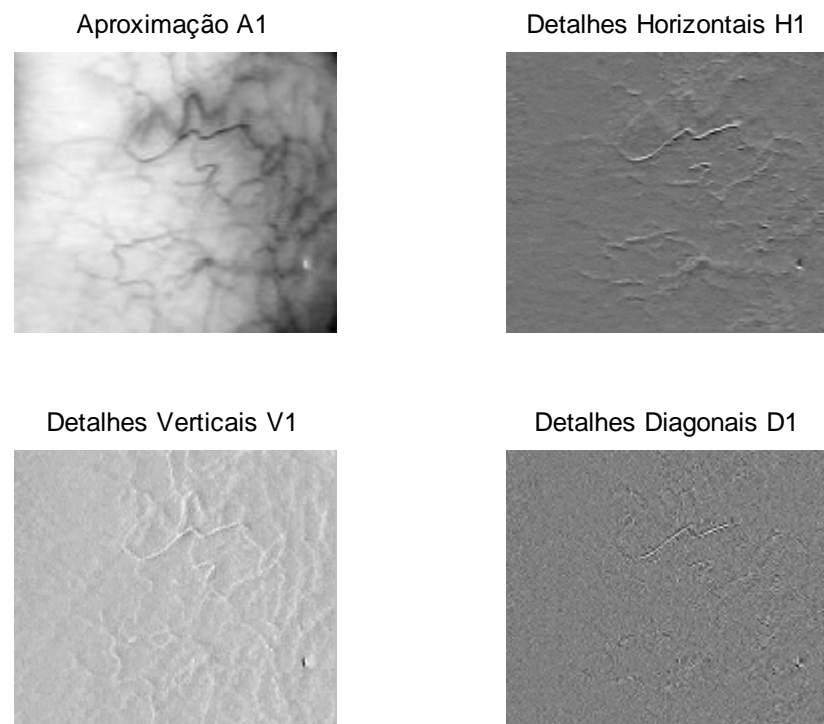 Aproximação A1
Detalhes Horizontais H1
Detalhes Verticais V1
Detalhes Diagonais D1